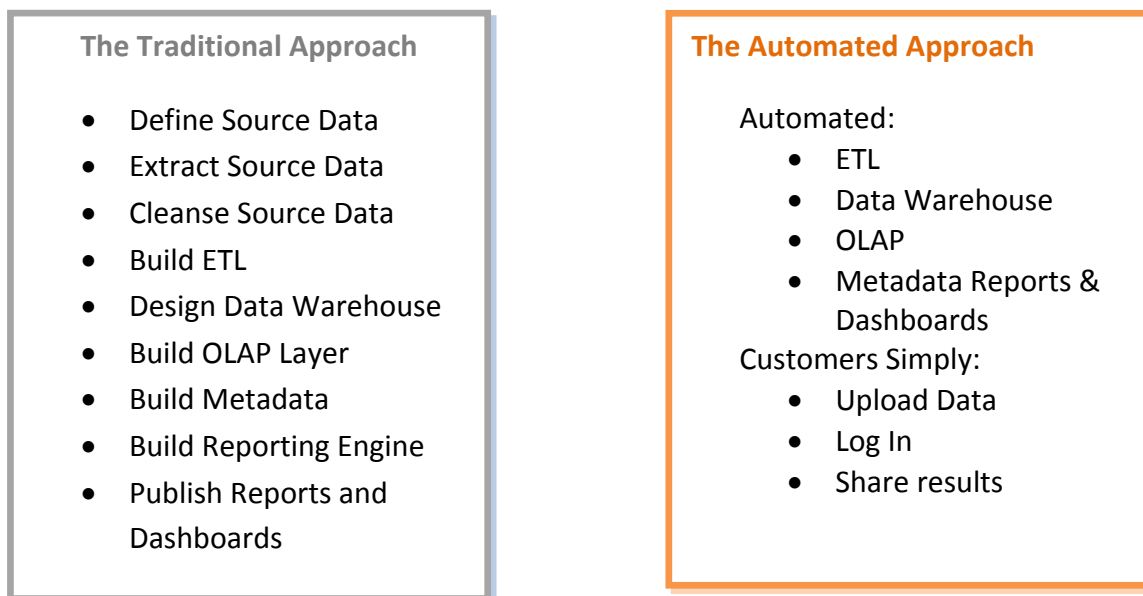 The Traditional Approach
• Define Source Data
• Extract Source Data
• Cleanse Source Data
• Build ETL
• Design Data Warehouse
• Build OLAP Layer
• Build Metadata
• Build Reporting Engine
• Publish Reports and
Dashboards
The Automated Approach
Automated:
• ETL
• Data Warehouse
• OLAP
• Metadata Reports &
Dashboards
Customers Simply:
• Upload Data
• Log In
• Share results